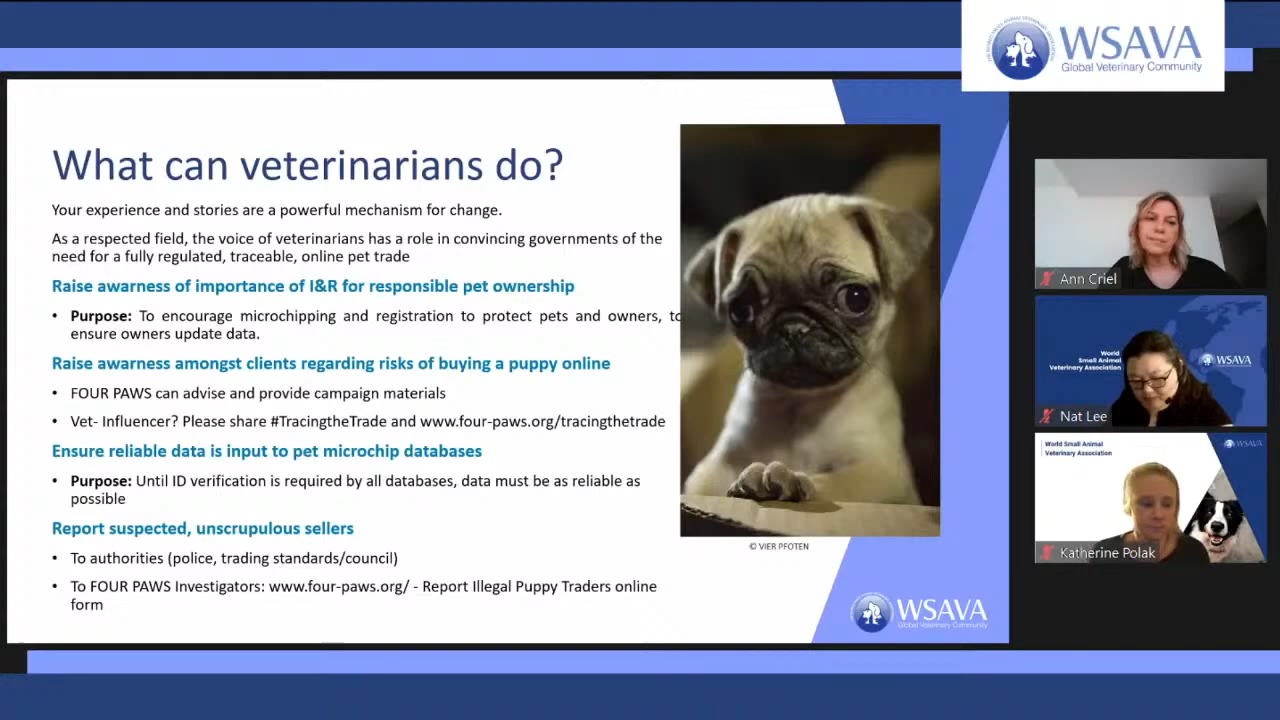 WSAVA
Global Veterinary Community
What can veterinarians do?
Your experience and stories are a powerful mechanism for change.
As a respected field, the voice of veterinarians has a role in convincing governments of the
need for a fully regulated, traceable, online pet trade
Raise awareness of importance of I&R for responsible pet ownership
• Purpose: To encourage microchipping and registration to protect pets and owners, to
ensure owners update data.
Raise awareness amongst clients regarding risks of buying a puppy online
• FOUR PAWS can advise and provide campaign materials
• Vet- Influencer? Please share #TracingtheTrade and www.four-paws.org/tracingthetrade
Ensure reliable data is input to pet microchip databases
• Purpose: Until ID verification is required by all databases, data must be as reliable as
possible
Report suspected, unscrupulous sellers
• To authorities (police, trading standards/council)
• To FOUR PAWS Investigators: www.four-paws.org/ - Report Illegal Puppy Traders online
form
© VIER PFOTEN
WSAVA
Global Veterinary Community
Ann Criel
World
Small Animal
Veterinary Association
WSAVA
Nat Lee
World Small Animal
Veterinary Association
WSAVA
Katherine Polak